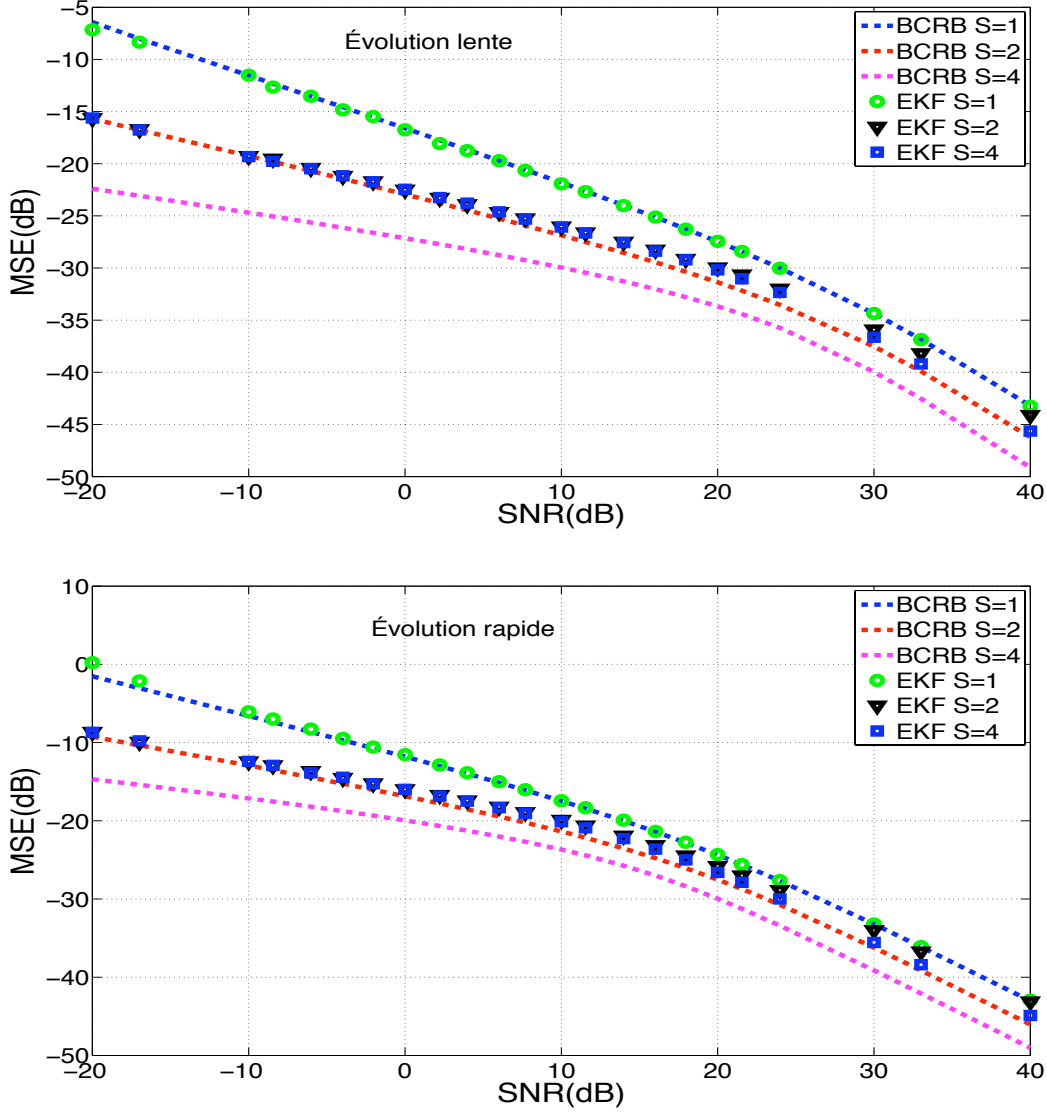 −5
−10
−15
−20
−25
−30
−35
−40
−45
−50
MSE(dB)
Évolution lente
BCRB S=1
BCRB S=2
BCRB S=4
EKF S=1
EKF S=2
EKF S=4
−20
−10
0
10
20
30
40
SNR(dB)
10
0
−10
−20
−30
−40
−50
MSE(dB)
Évolution rapide
BCRB S=1
BCRB S=2
BCRB S=4
EKF S=1
EKF S=2
EKF S=4
−20
−10
0
10
20
30
40
SNR(dB)